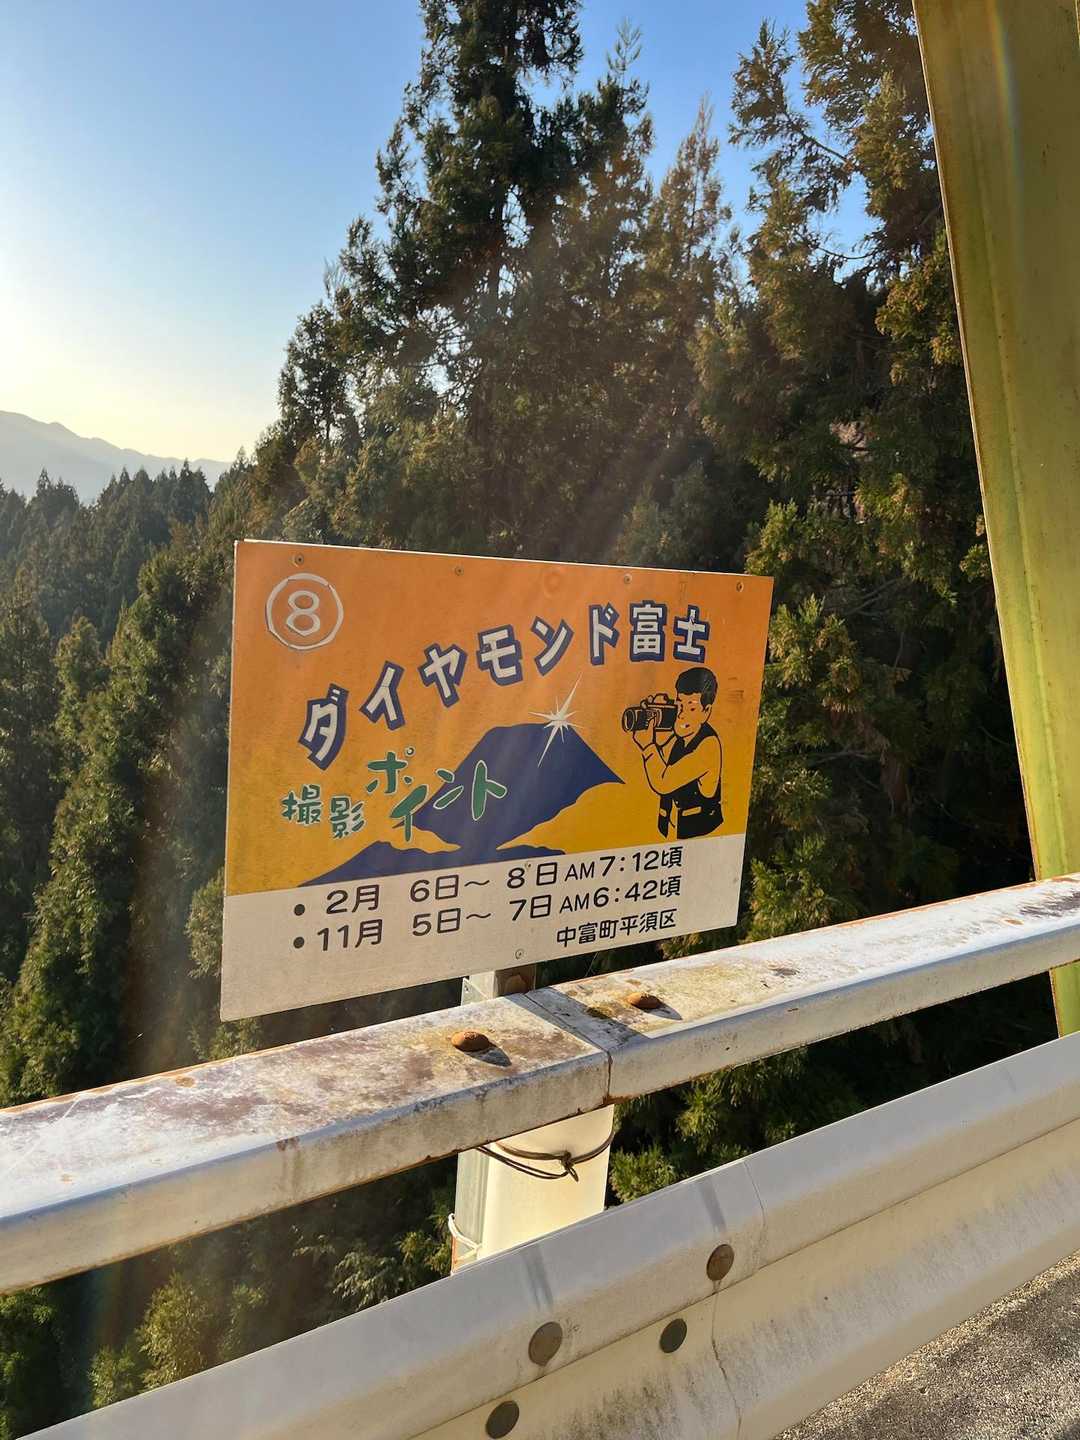 ⑧
ダイヤモンド富士
撮影ポイント
• 2月 6日～ 8日 AM7:12頃
• 11月 5日～ 7日 AM6:42頃
中富町平須区